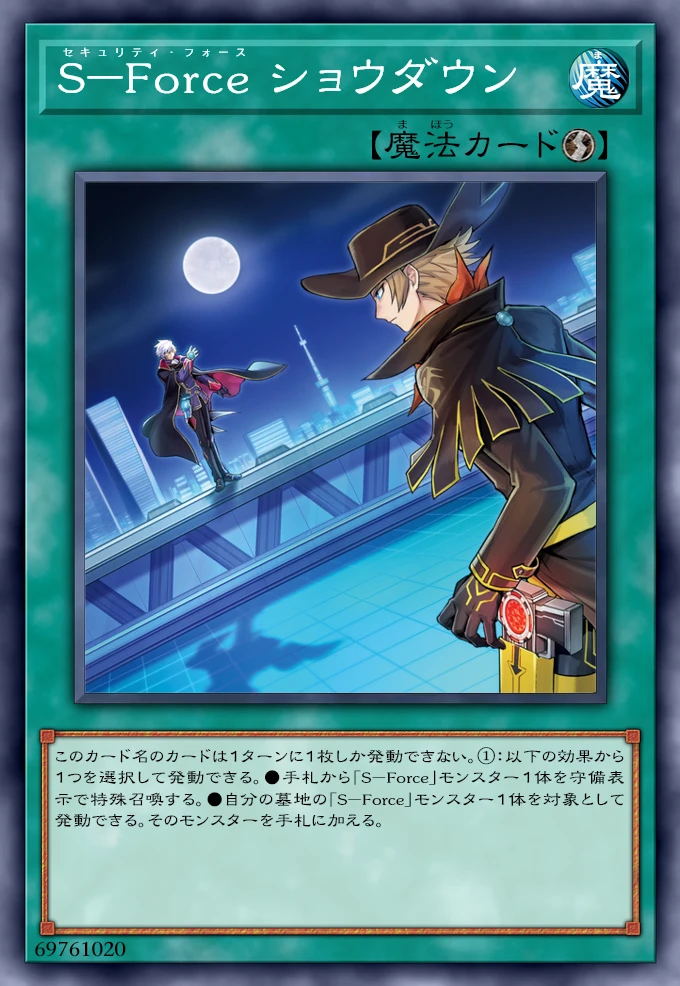 セキュリティ・フォース
S－Force ショウダウン
ま
魔
ま ほう
【魔法カード】
このカード名のカードは1ターンに1枚しか発動できない。①：以下の効果から
1つを選択して発動できる。●手札から「S－Force」モンスター1体を守備表
示で特殊召喚する。●自分の墓地の「S－Force」モンスター1体を対象として
発動できる。そのモンスターを手札に加える。
69761020